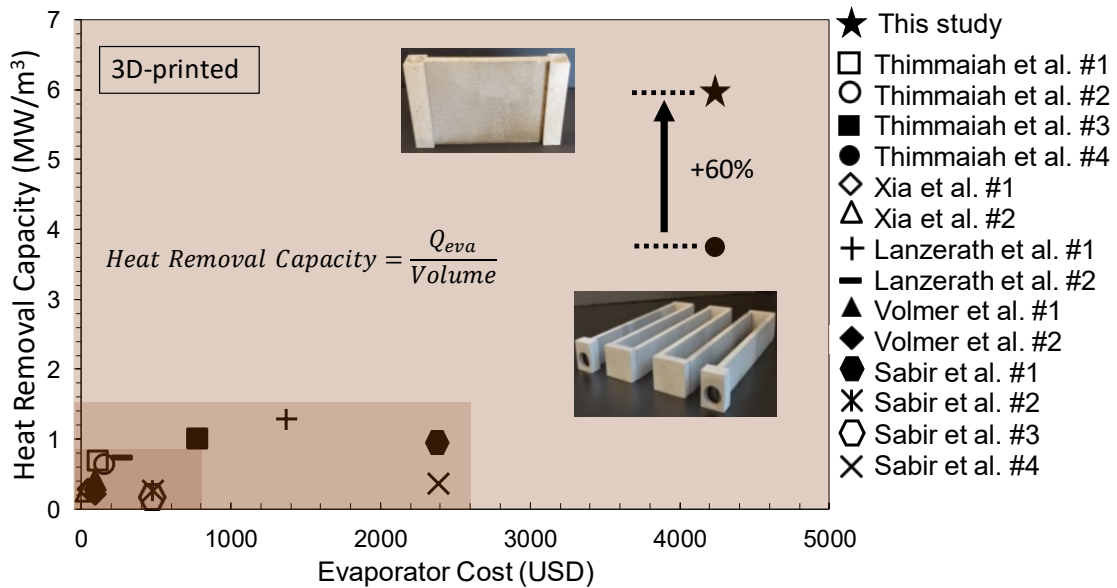 7
6
5
4
3
2
1
0
Heat Removal Capacity (MW/m³)
3D-printed
+60%
Heat Removal Capacity = Q_eva / Volume
0 1000 2000 3000 4000 5000
Evaporator Cost (USD)
This study
Thimmaiah et al. #1
Thimmaiah et al. #2
Thimmaiah et al. #3
Thimmaiah et al. #4
Xia et al. #1
Xia et al. #2
Lanzerath et al. #1
Lanzerath et al. #2
Volmer et al. #1
Volmer et al. #2
Sabir et al. #1
Sabir et al. #2
Sabir et al. #3
Sabir et al. #4